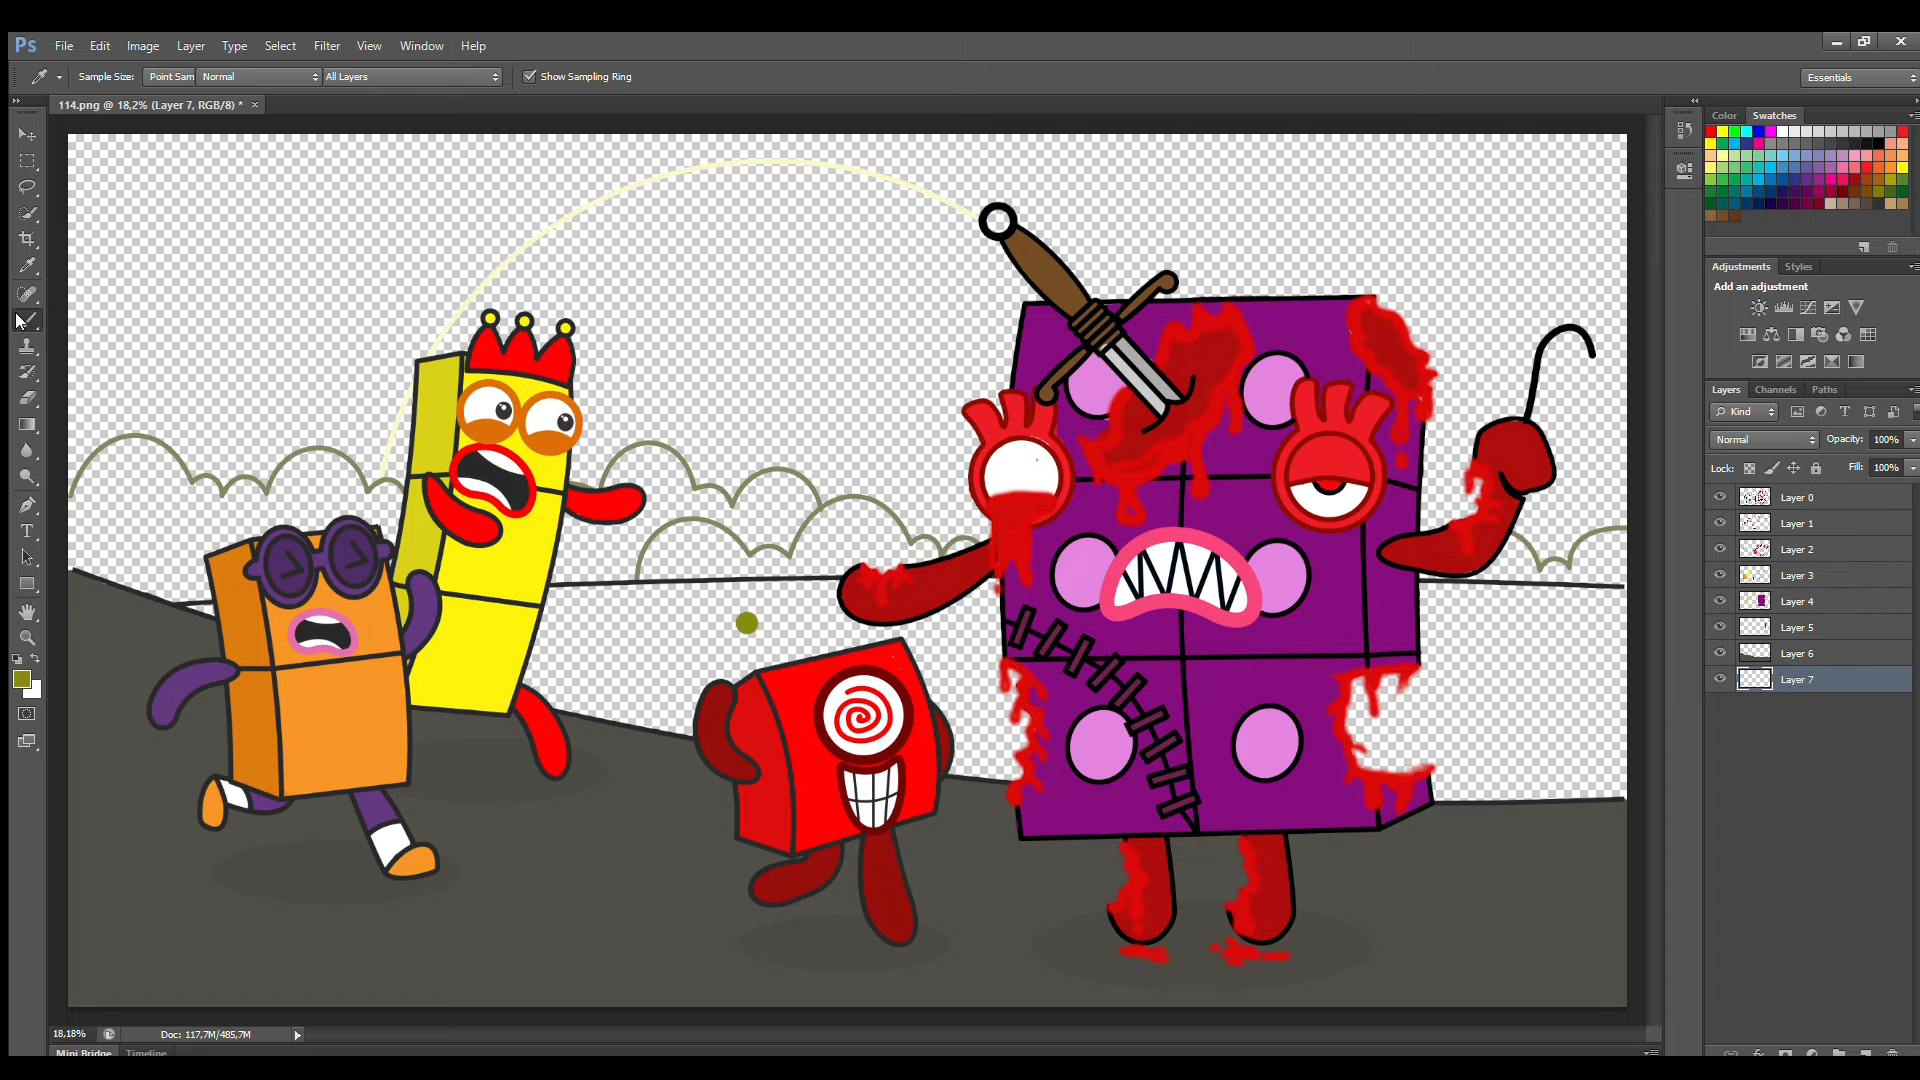 Ps File Edit Image Layer Type Select Filter View Window Help
Sample Size: Point Sam Normal All Layers Show Sampling Ring Essentials
114.png @ 18,2% (Layer 7, RGB/8) * ×
Color Swatches
Adjustments Styles
Add an adjustment
Layers Channels Paths
Kind
Normal Opacity: 100%
Lock: Fill: 100%
Layer 0
Layer 1
Layer 2
Layer 3
Layer 4
Layer 5
Layer 6
Layer 7
18,18% Doc: 117,7M/485,7M
Mini Bridge Timeline